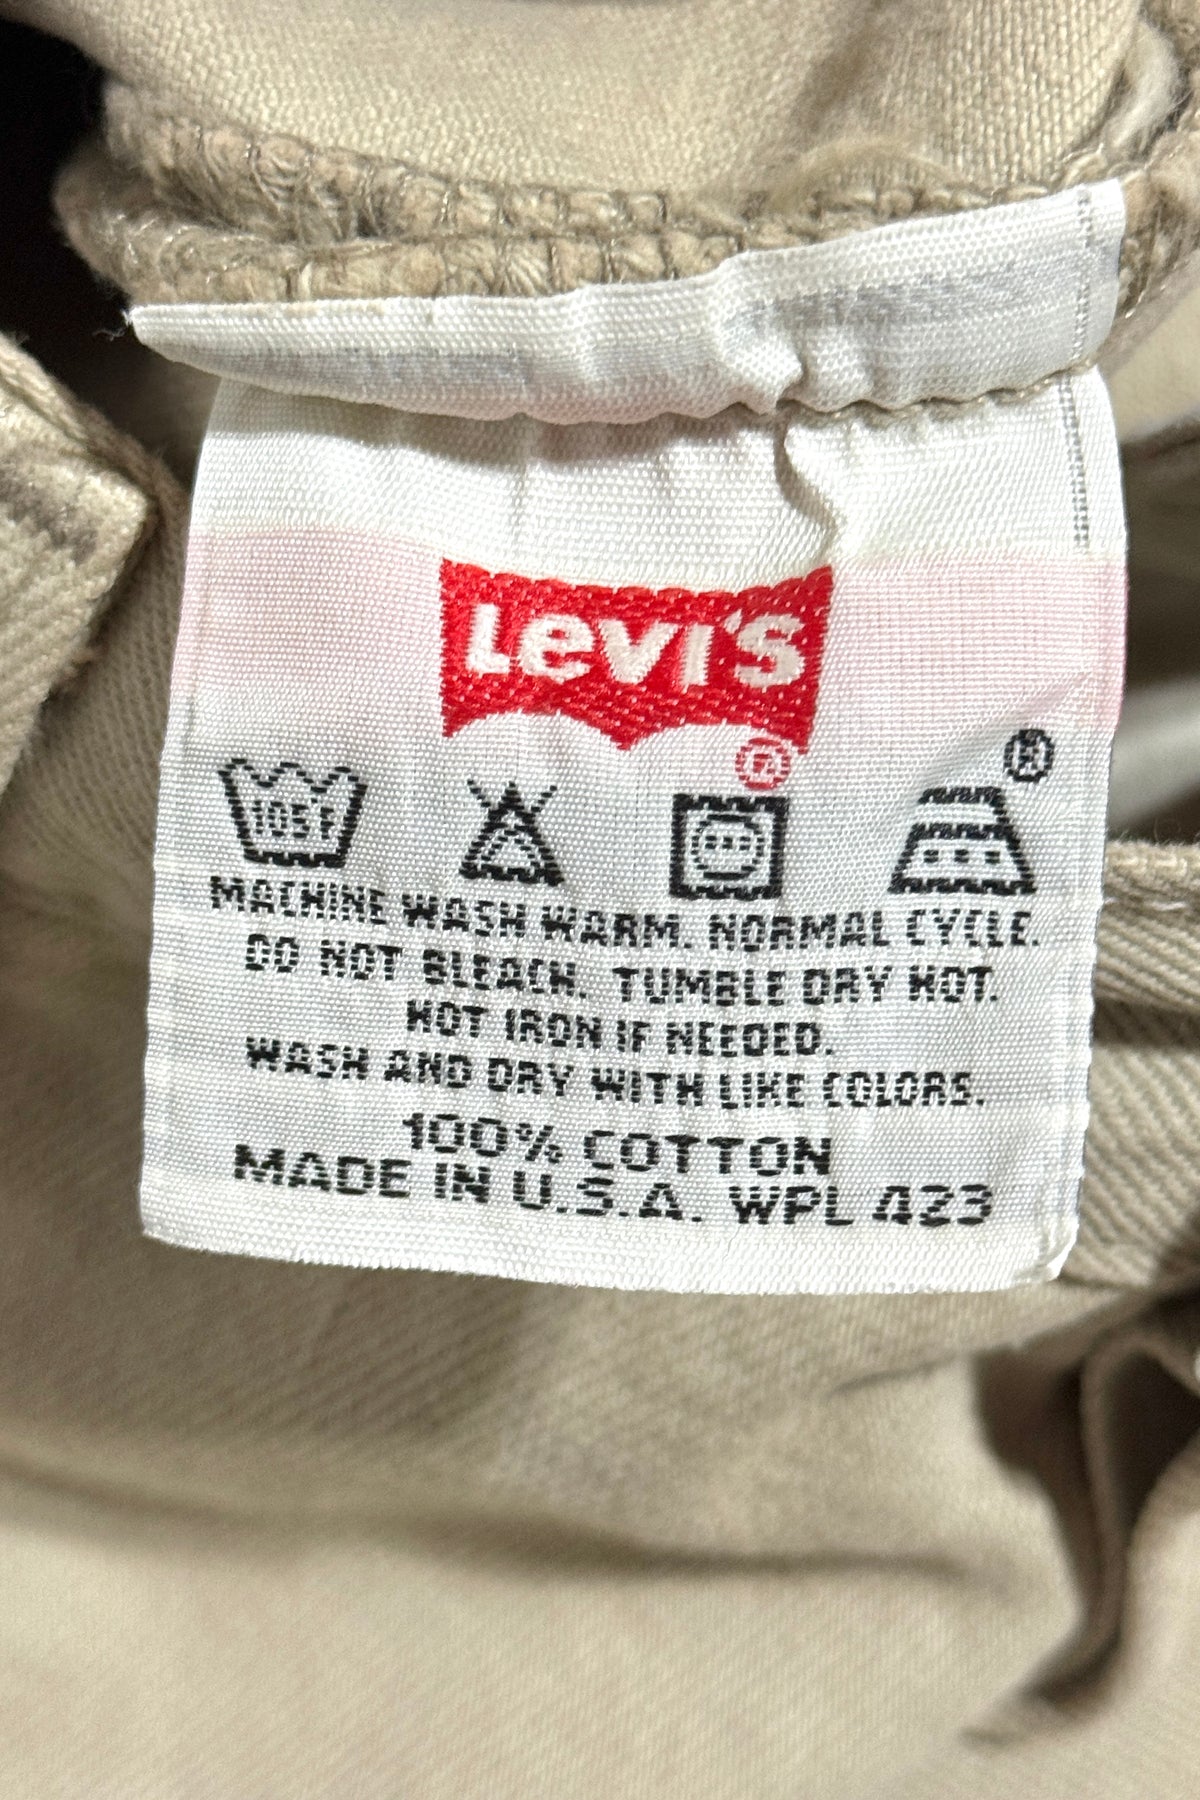 Levi's
®
®
105°F
MACHINE WASH WARM. NORMAL CYCLE.
DO NOT BLEACH. TUMBLE DRY HOT.
HOT IRON IF NEEDED.
WASH AND DRY WITH LIKE COLORS.
100% COTTON
MADE IN U.S.A. WPL 423